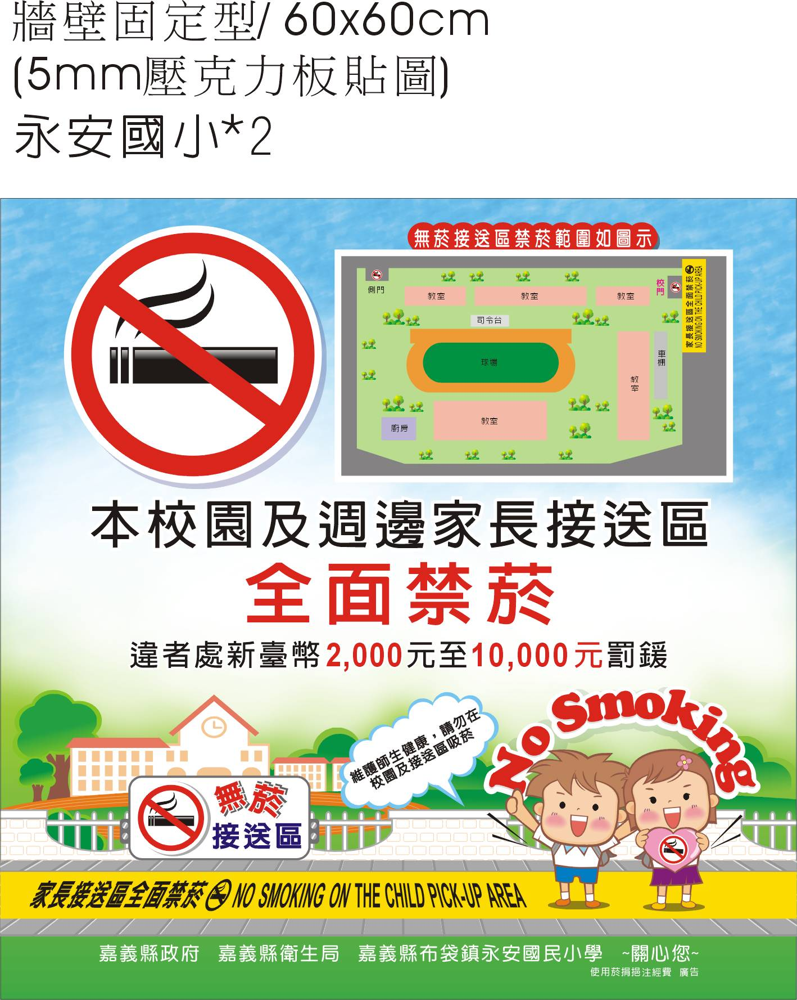 牆壁固定型/ 60x60cm
(5mm壓克力板貼圖)
永安國小*2
無菸接送區禁菸範圍如圖示
側門
教室
教室
教室
校門
家長接送區全面禁菸
NO SMOKING ON THE CHILD PICK-UP AREA
司令台
球場
車棚
教室
教室
廚房
本校園及週邊家長接送區
全面禁菸
違者處新臺幣2,000元至10,000元罰鍰
No Smoking
維護師生健康，請勿在
校園及接送區吸菸
無菸
接送區
家長接送區全面禁菸 NO SMOKING ON THE CHILD PICK-UP AREA
嘉義縣政府 嘉義縣衛生局 嘉義縣布袋鎮永安國民小學 ~關心您~
使用菸捐挹注經費 廣告